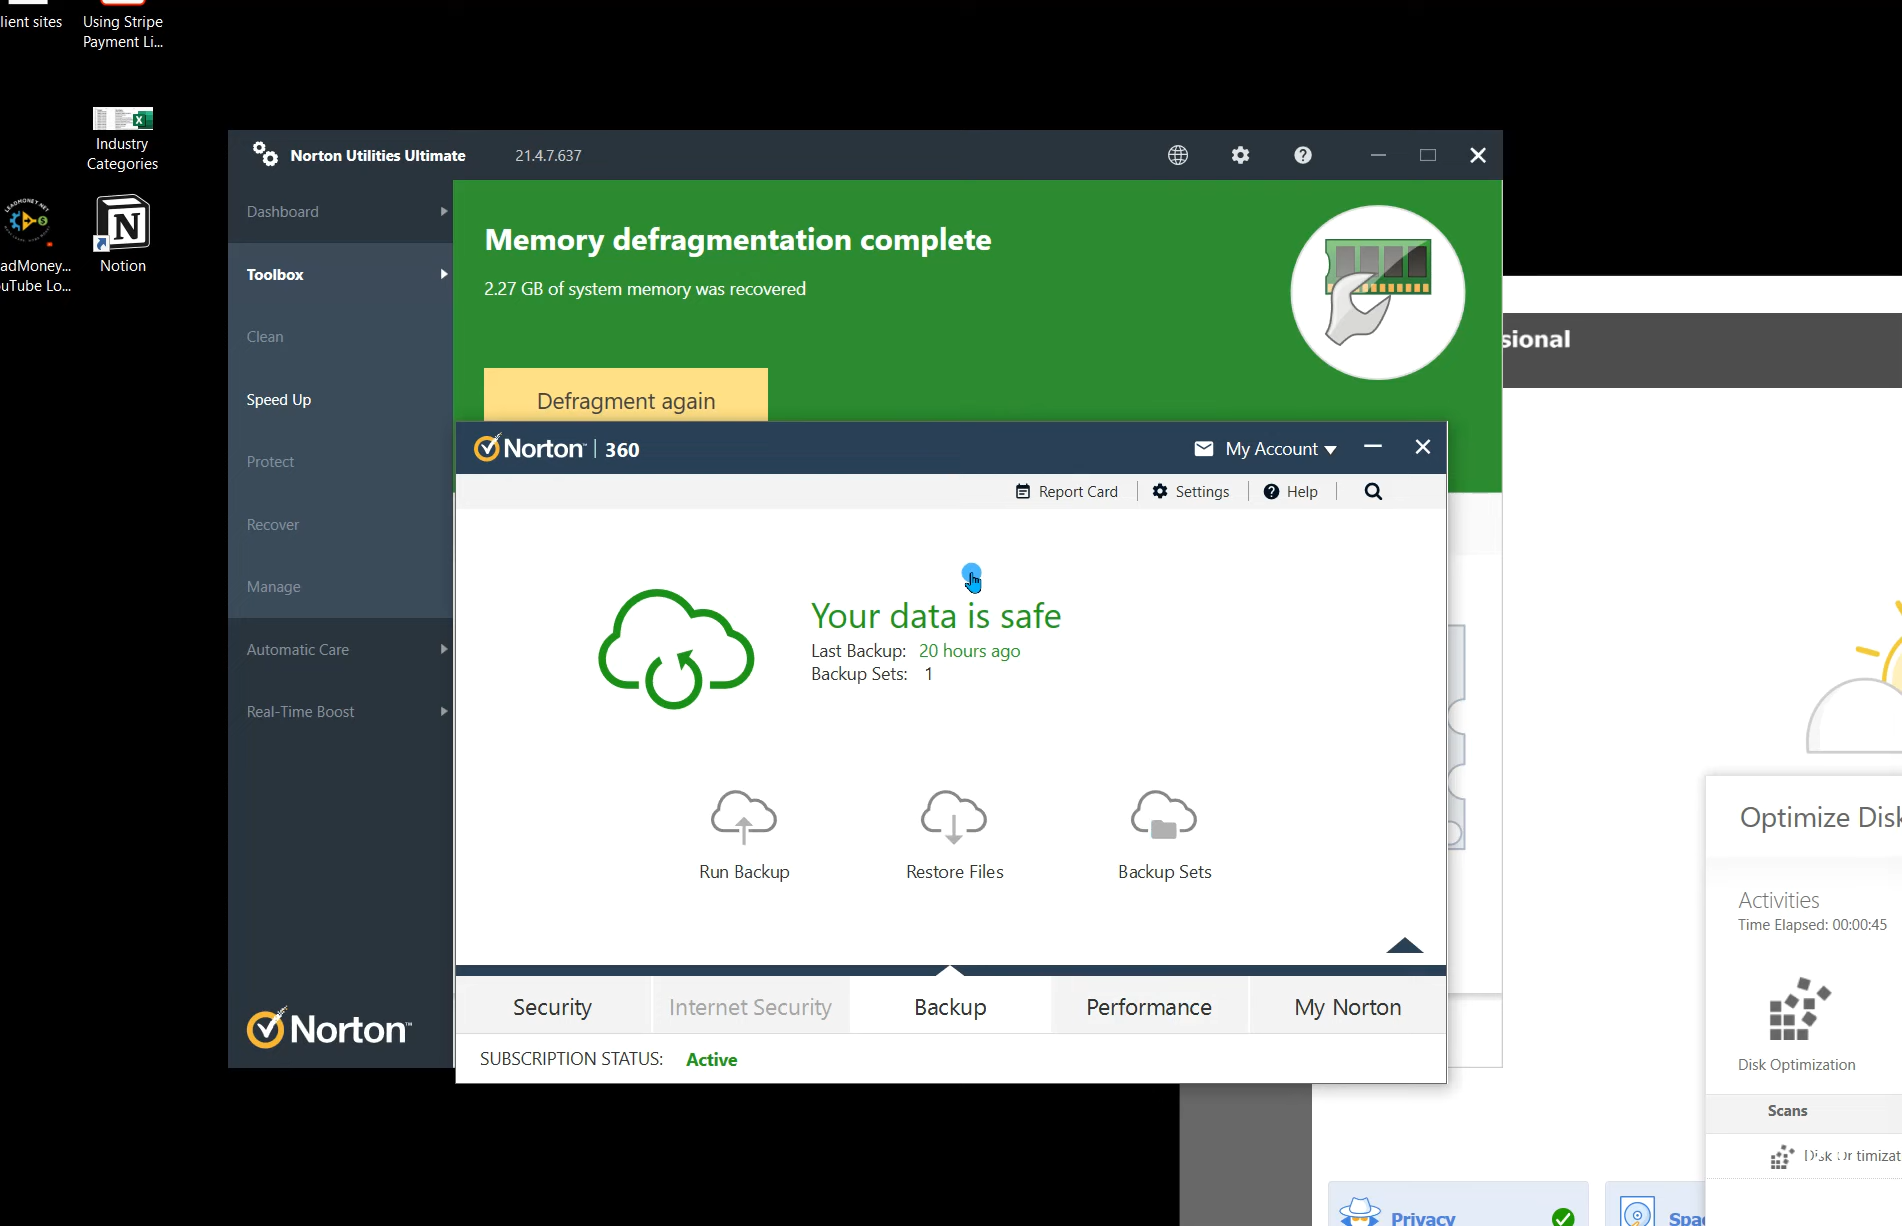 lient sites
Using Stripe
Payment Li...
Industry
Categories
adMoney...
uTube Lo...
Notion
Norton Utilities Ultimate 21.4.7.637
Dashboard
Toolbox
Clean
Speed Up
Protect
Recover
Manage
Automatic Care
Real-Time Boost
Norton
Memory defragmentation complete
2.27 GB of system memory was recovered
Defragment again
Norton 360
My Account
Report Card
Settings
Help
Your data is safe
Last Backup: 20 hours ago
Backup Sets: 1
Run Backup
Restore Files
Backup Sets
Security
Internet Security
Backup
Performance
My Norton
SUBSCRIPTION STATUS: Active
sional
Optimize Disk
Activities
Time Elapsed: 00:00:45
Disk Optimization
Scans
Privacy
Spac